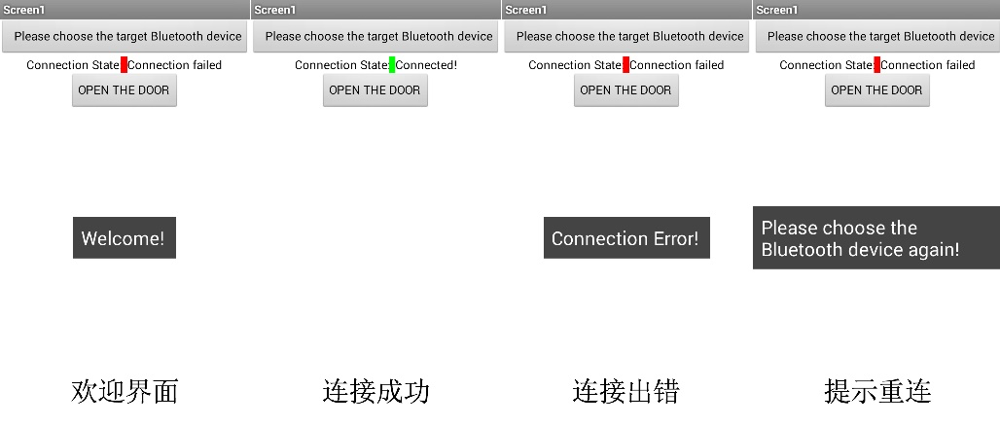 Screen1
Please choose the target Bluetooth device
Connection State: Connection failed
OPEN THE DOOR
Welcome!
欢迎界面
Screen1
Please choose the target Bluetooth device
Connection State: Connected!
OPEN THE DOOR
连接成功
Screen1
Please choose the target Bluetooth device
Connection State: Connection failed
OPEN THE DOOR
Connection Error!
连接出错
Screen1
Please choose the target Bluetooth device
Connection State: Connection failed
OPEN THE DOOR
Please choose the
Bluetooth device again!
提示重连